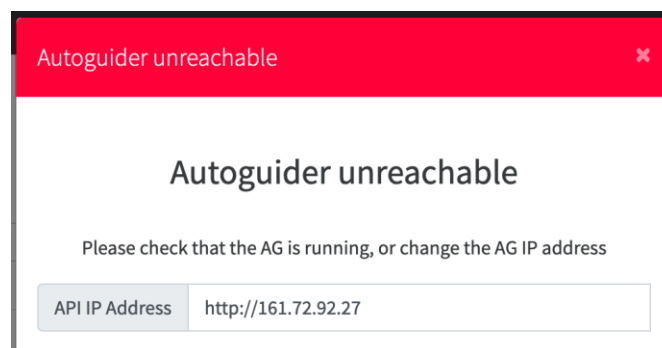 Autoguider unreachable
Autoguider unreachable
Please check that the AG is running, or change the AG IP address
API IP Address http://161.72.92.27